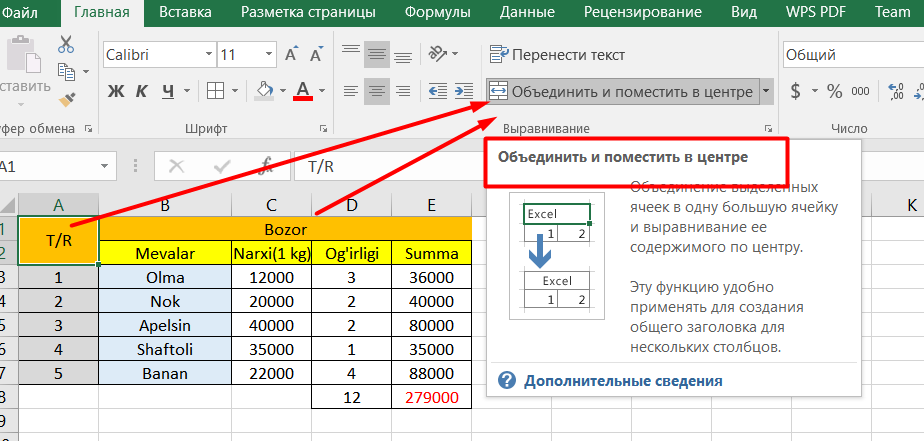 Файл Главная Вставка Разметка страницы Формулы Данные Рецензирование Вид WPS PDF Team
Calibri 11 Перенести текст Общий
Ж К Ч А Объединить и поместить в центре $ % 000
Шрифт Выравнивание Число
A1 fx T/R
Объединить и поместить в центре
Объединение выделенных
ячеек в одну большую ячейку
и выравнивание ее
содержимого по центру.
Excel
1 2
Excel
1 2
Эту функцию удобно
применять для создания
общего заголовка для
нескольких столбцов.
? Дополнительные сведения
A B C D E K
1 T/R Bozor
2 Mevalar Narxi(1 kg) Og'irligi Summa
3 1 Olma 12000 3 36000
4 2 Nok 20000 2 40000
5 3 Apelsin 40000 2 80000
6 4 Shaftoli 35000 1 35000
7 5 Banan 22000 4 88000
8 12 279000